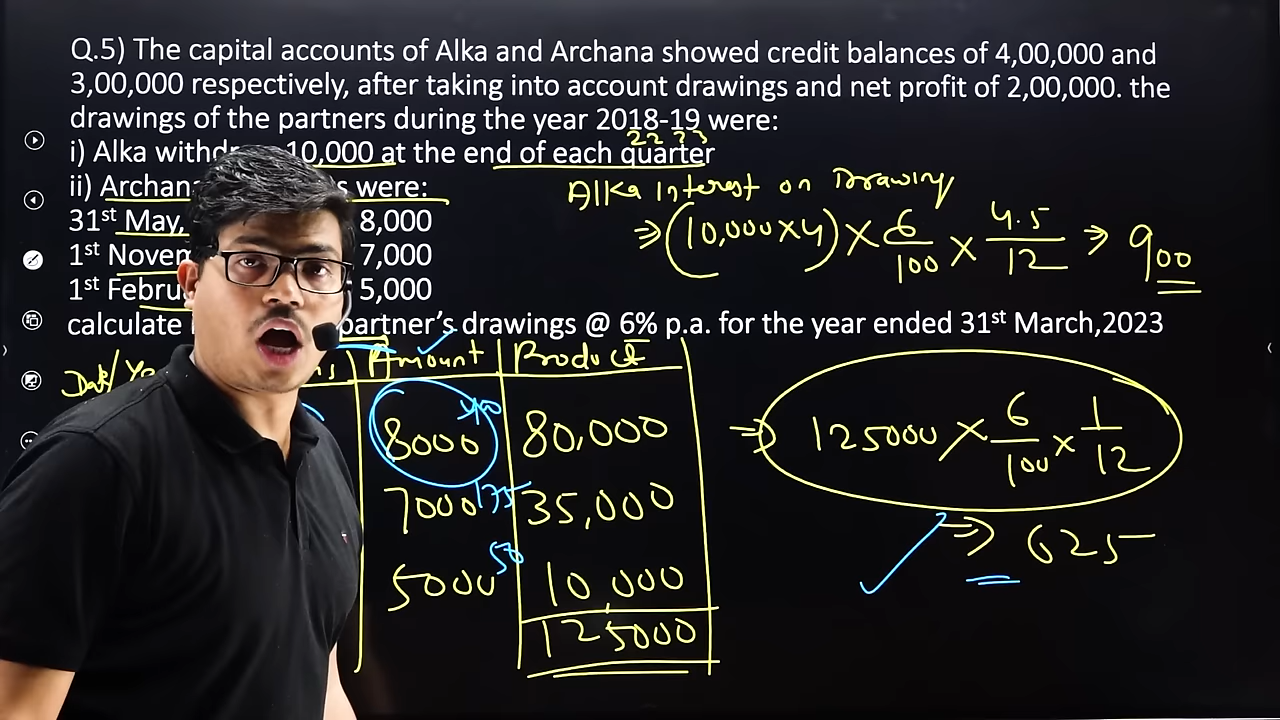 Q.5) The capital accounts of Alka and Archana showed credit balances of 4,00,000 and
3,00,000 respectively, after taking into account drawings and net profit of 2,00,000. the
drawings of the partners during the year 2018-19 were:
22 23
i) Alka withdr 10,000 at the end of each quarter
ii) Archan s were:
31st May, 8,000
1st Novem 7,000
1st Febru 5,000
calculate partner's drawings @ 6% p.a. for the year ended 31st March,2023
Alka Interest on Drawing
⇒ (10,000×4) × 6/100 × 4.5/12 ⇒ 900
Date/ Amount Product
8000 400 80,000
7000 175 35,000
5000 50 10,000
125000
⇒ 125000 × 6/100 × 1/12
⇒ 625